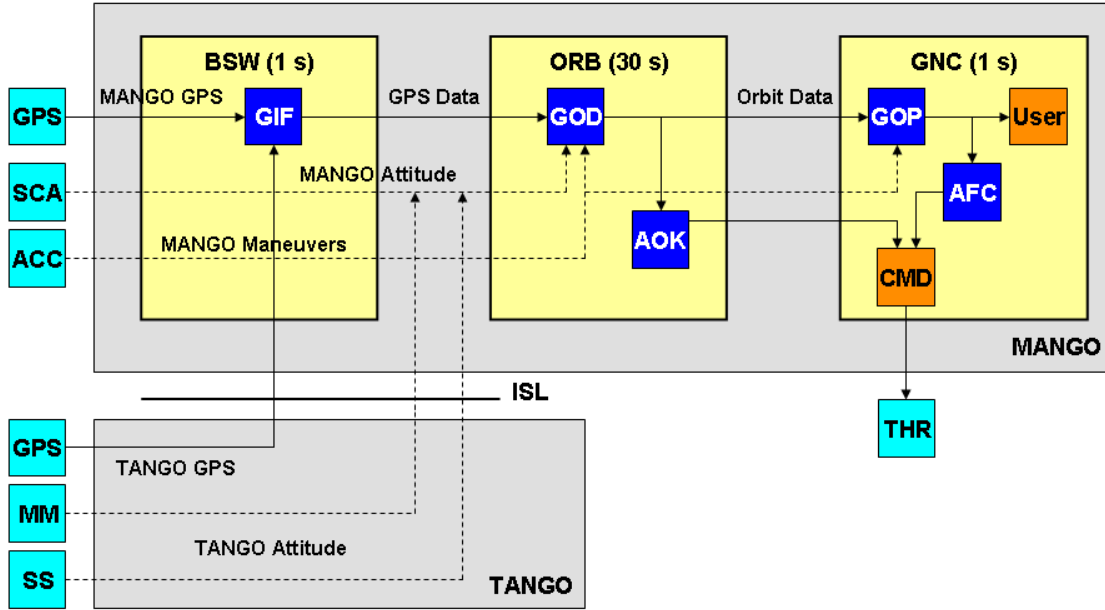 BSW (1 s)
ORB (30 s)
GNC (1 s)
GPS
MANGO GPS
GIF
GPS Data
GOD
Orbit Data
GOP
User
SCA
MANGO Attitude
AFC
ACC
MANGO Maneuvers
AOK
CMD
MANGO
ISL
THR
GPS
TANGO GPS
MM
TANGO Attitude
SS
TANGO